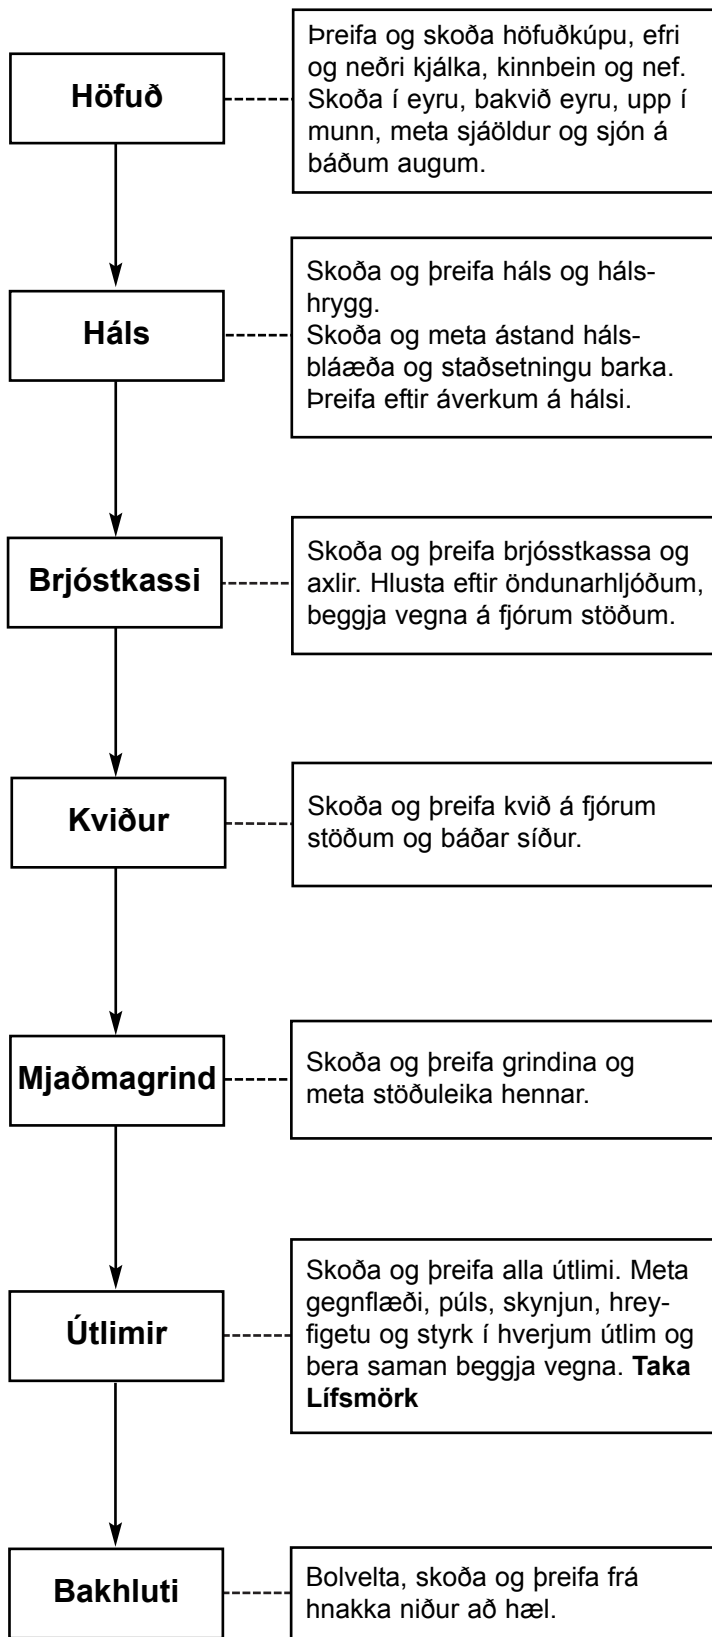 Höfuð
Þreifa og skoða höfuðkúpu, efri
og neðri kjálka, kinnbein og nef.
Skoða í eyru, bakvið eyru, upp í
munn, meta sjáöldur og sjón á
báðum augum.
Háls
Skoða og þreifa háls og háls-
hrygg.
Skoða og meta ástand háls-
bláæða og staðsetningu barka.
Þreifa eftir áverkum á hálsi.
Brjóstkassi
Skoða og þreifa brjósstkassa og
axlir. Hlusta eftir öndunarhljóðum,
beggja vegna á fjórum stöðum.
Kviður
Skoða og þreifa kvið á fjórum
stöðum og báðar síður.
Mjaðmagrind
Skoða og þreifa grindina og
meta stöðuleika hennar.
Útlimir
Skoða og þreifa alla útlimi. Meta
gegnflæði, púls, skynjun, hrey-
figetu og styrk í hverjum útlim og
bera saman beggja vegna. Taka
Lífsmörk
Bakhluti
Bolvelta, skoða og þreifa frá
hnakka niður að hæl.